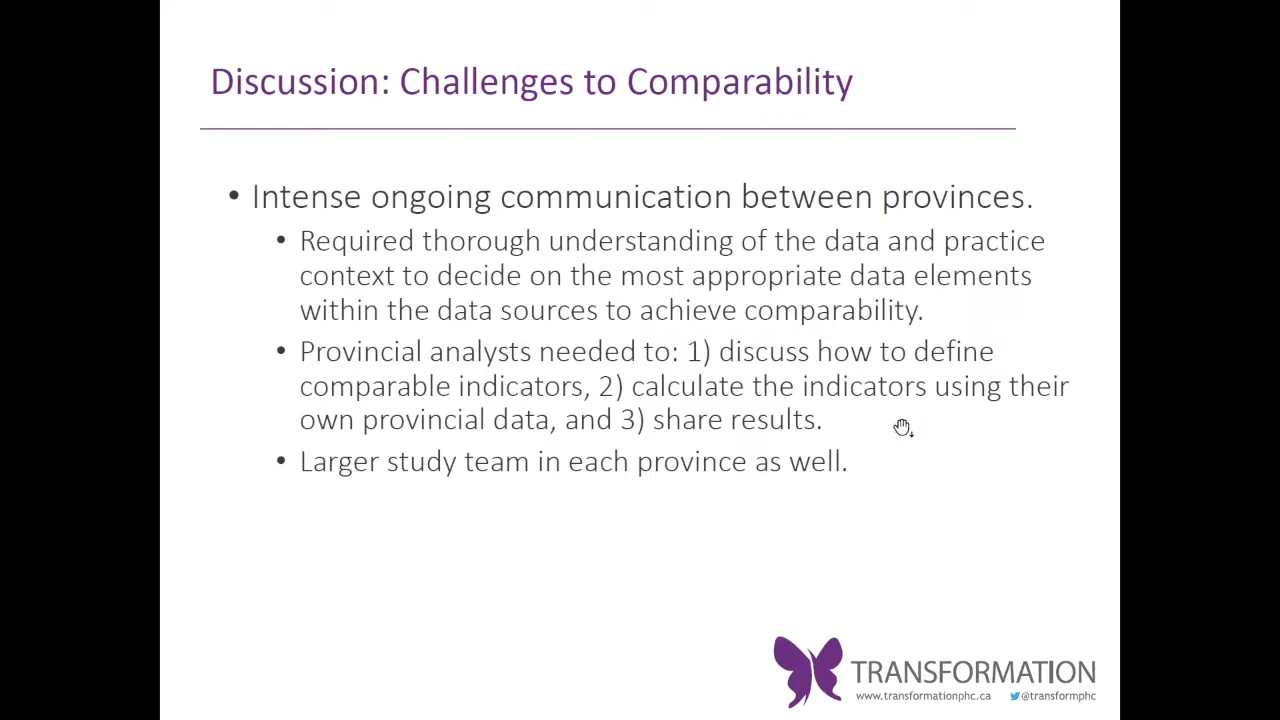 Discussion: Challenges to Comparability
• Intense ongoing communication between provinces.
• Required thorough understanding of the data and practice
context to decide on the most appropriate data elements
within the data sources to achieve comparability.
• Provincial analysts needed to: 1) discuss how to define
comparable indicators, 2) calculate the indicators using their
own provincial data, and 3) share results.
• Larger study team in each province as well.
TRANSFORMATION
www.transformationphc.ca @transformphc